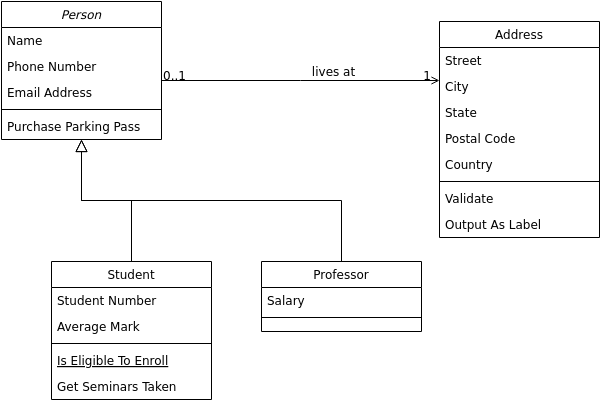 Person
Name
Phone Number
Email Address
Purchase Parking Pass
0..1
lives at
1
Address
Street
City
State
Postal Code
Country
Validate
Output As Label
Student
Student Number
Average Mark
Is Eligible To Enroll
Get Seminars Taken
Professor
Salary